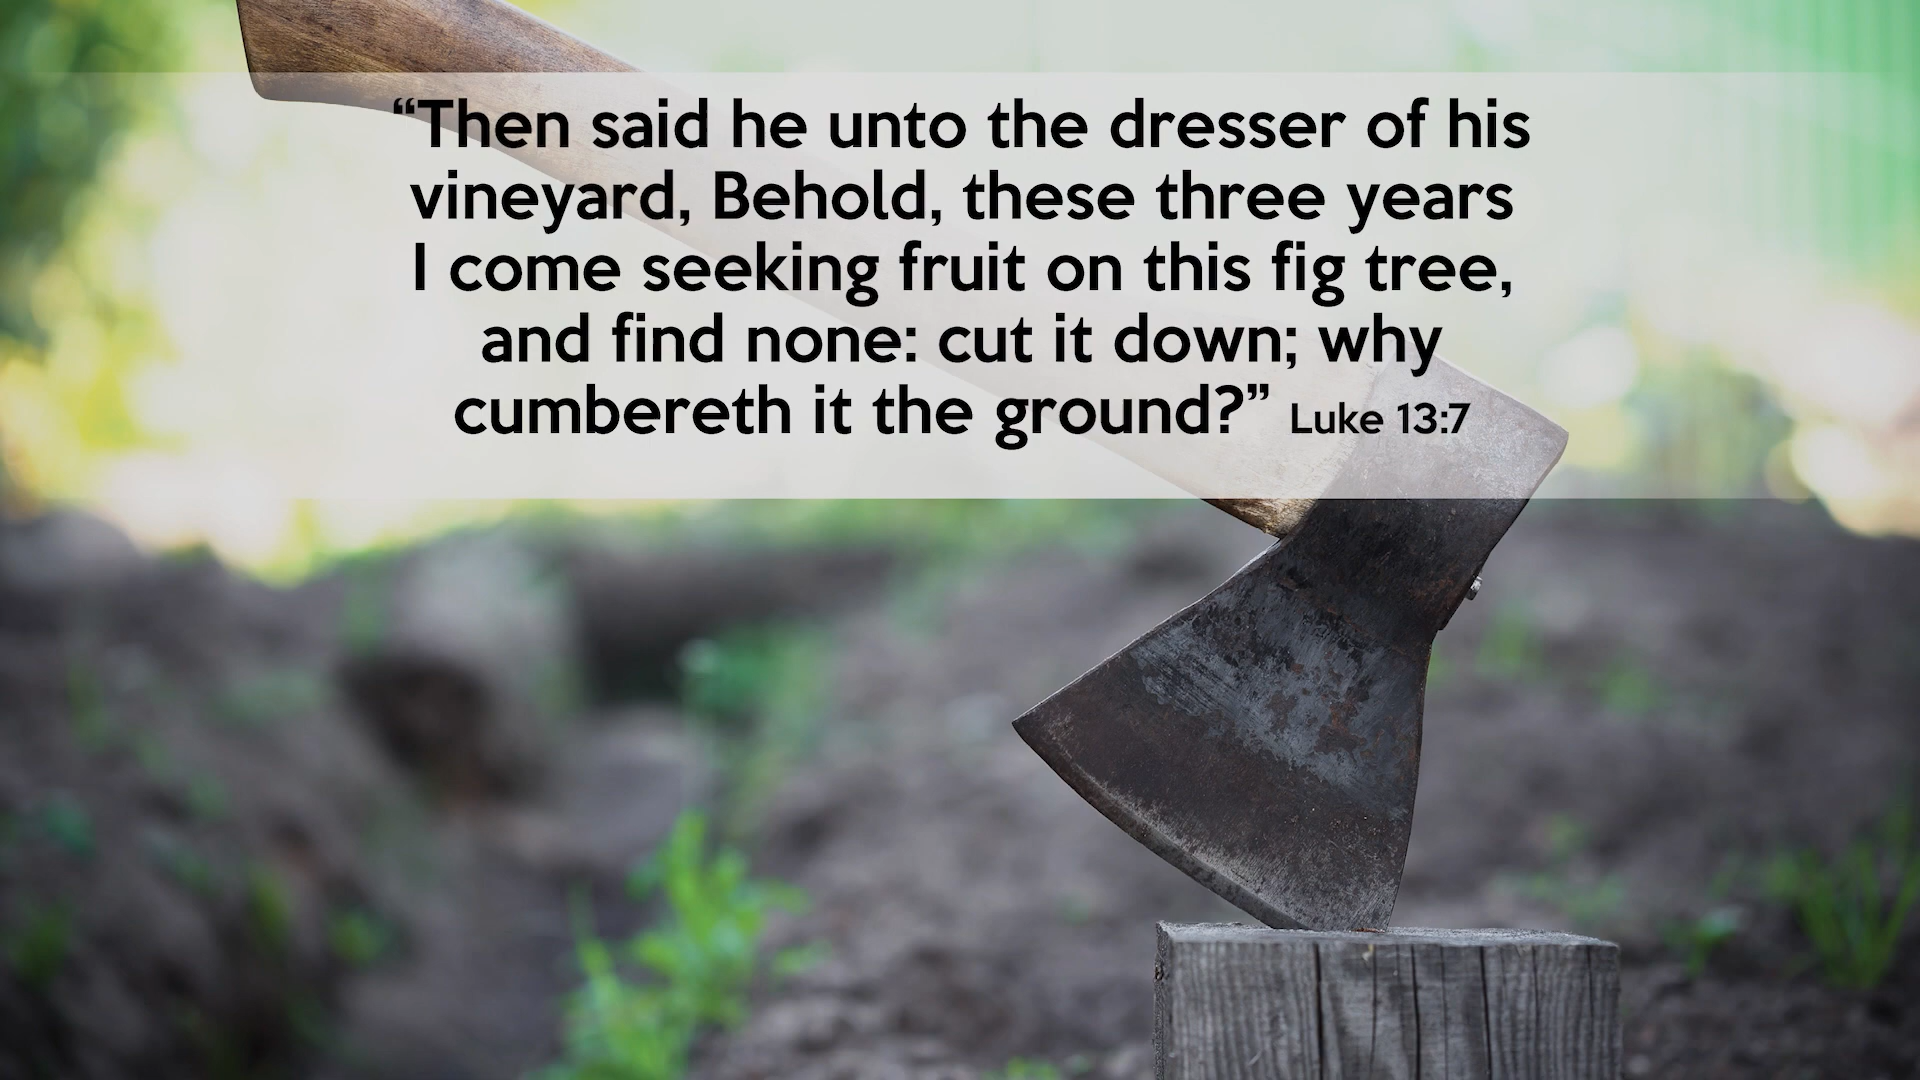 “Then said he unto the dresser of his
vineyard, Behold, these three years
I come seeking fruit on this fig tree,
and find none: cut it down; why
cumbereth it the ground?” Luke 13:7